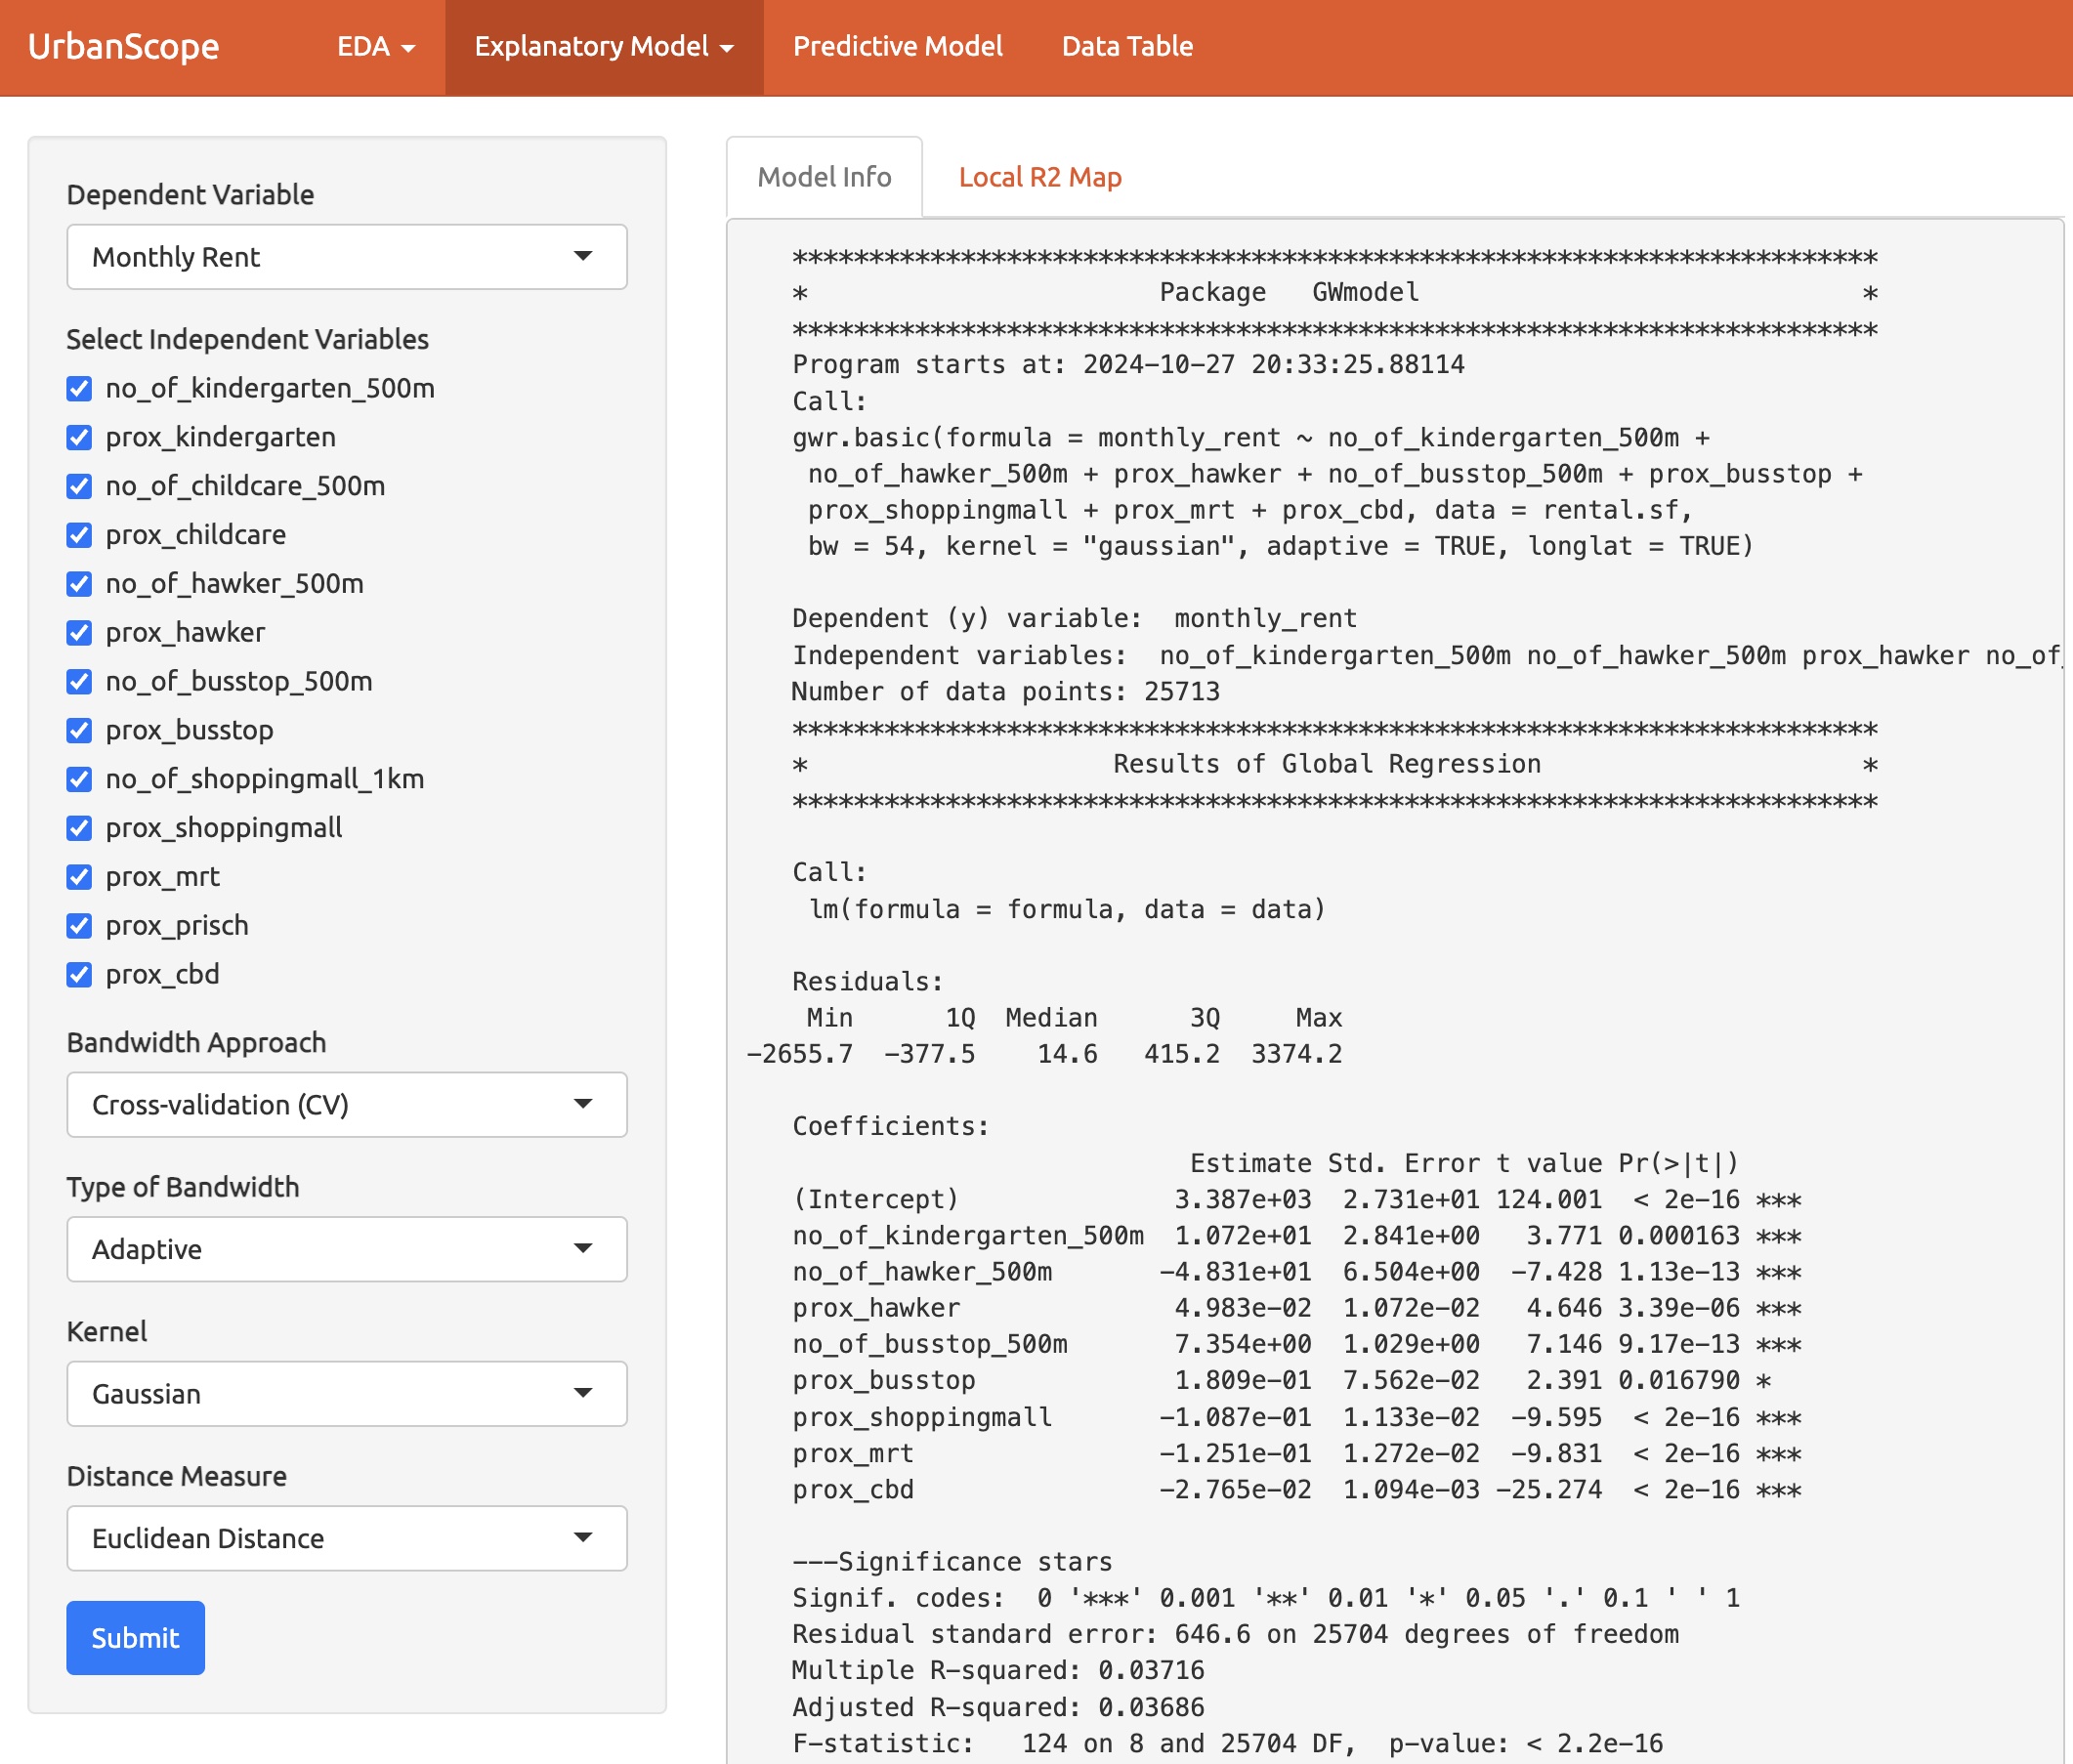 UrbanScope EDA Explanatory Model Predictive Model Data Table
Dependent Variable
Monthly Rent
Select Independent Variables
no_of_kindergarten_500m
prox_kindergarten
no_of_childcare_500m
prox_childcare
no_of_hawker_500m
prox_hawker
no_of_busstop_500m
prox_busstop
no_of_shoppingmall_1km
prox_shoppingmall
prox_mrt
prox_prisch
prox_cbd
Bandwidth Approach
Cross-validation (CV)
Type of Bandwidth
Adaptive
Kernel
Gaussian
Distance Measure
Euclidean Distance
Submit
Model Info Local R2 Map
***********************************************************************
*                       Package   GWmodel                             *
***********************************************************************
Program starts at: 2024-10-27 20:33:25.88114
Call:
gwr.basic(formula = monthly_rent ~ no_of_kindergarten_500m +
no_of_hawker_500m + prox_hawker + no_of_busstop_500m + prox_busstop +
prox_shoppingmall + prox_mrt + prox_cbd, data = rental.sf,
bw = 54, kernel = "gaussian", adaptive = TRUE, longlat = TRUE)
Dependent (y) variable:  monthly_rent
Independent variables:  no_of_kindergarten_500m no_of_hawker_500m prox_hawker no_of_
Number of data points: 25713
***********************************************************************
*                    Results of Global Regression                     *
***********************************************************************
Call:
lm(formula = formula, data = data)
Residuals:
Min      1Q  Median      3Q     Max
-2655.7  -377.5    14.6   415.2  3374.2
Coefficients:
Estimate Std. Error t value Pr(>|t|)
(Intercept)              3.387e+03  2.731e+01 124.001  < 2e-16 ***
no_of_kindergarten_500m  1.072e+01  2.841e+00   3.771 0.000163 ***
no_of_hawker_500m       -4.831e+01  6.504e+00  -7.428 1.13e-13 ***
prox_hawker              4.983e-02  1.072e-02   4.646 3.39e-06 ***
no_of_busstop_500m       7.354e+00  1.029e+00   7.146 9.17e-13 ***
prox_busstop             1.809e-01  7.562e-02   2.391 0.016790 *
prox_shoppingmall       -1.087e-01  1.133e-02  -9.595  < 2e-16 ***
prox_mrt                -1.251e-01  1.272e-02  -9.831  < 2e-16 ***
prox_cbd                -2.765e-02  1.094e-03 -25.274  < 2e-16 ***
---Significance stars
Signif. codes:  0 '***' 0.001 '**' 0.01 '*' 0.05 '.' 0.1 ' ' 1
Residual standard error: 646.6 on 25704 degrees of freedom
Multiple R-squared: 0.03716
Adjusted R-squared: 0.03686
F-statistic:   124 on 8 and 25704 DF,  p-value: < 2.2e-16